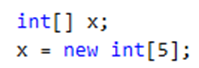 int[] x;
x = new int[5];